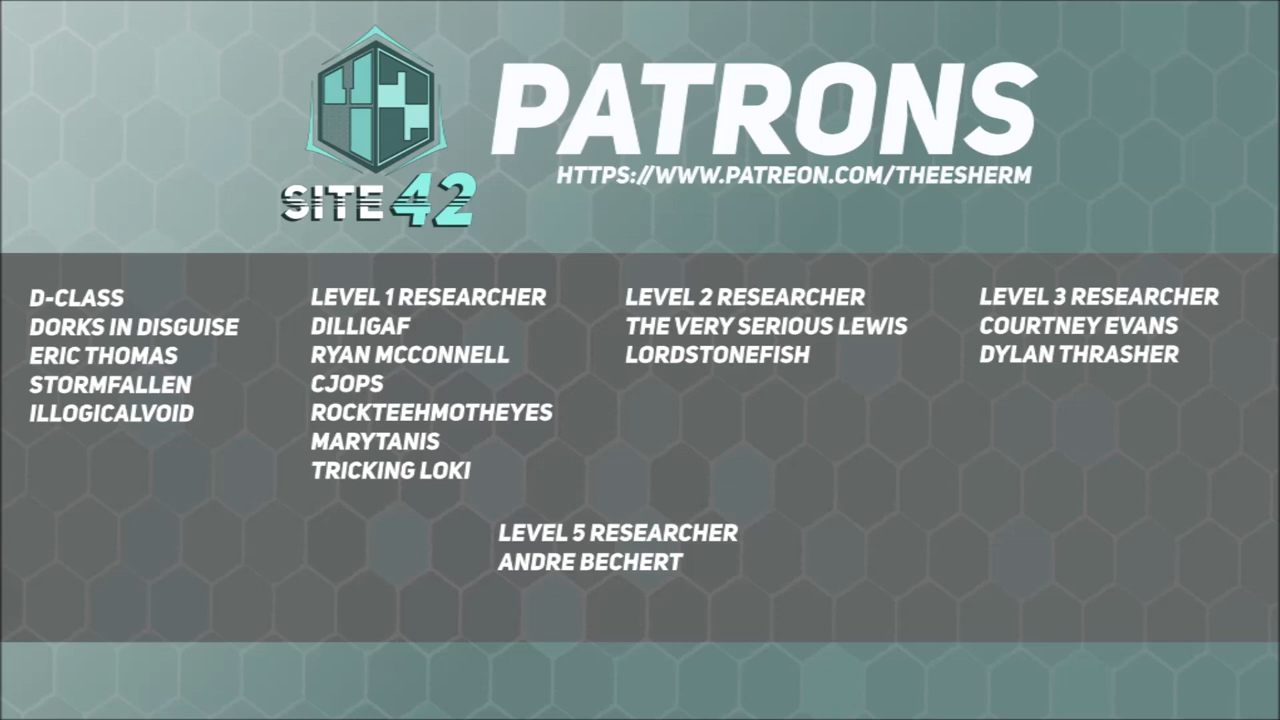 PATRONS
HTTPS://WWW.PATREON.COM/THEESHERM
SITE 42
D-CLASS
DORKS IN DISGUISE
ERIC THOMAS
STORMFALLEN
ILLOGICALVOID
LEVEL 1 RESEARCHER
DILLIGAF
RYAN MCCONNELL
CJOPS
ROCKTEEHMOTHEYES
MARYTANIS
TRICKING LOKI
LEVEL 2 RESEARCHER
THE VERY SERIOUS LEWIS
LORDSTONEFISH
LEVEL 3 RESEARCHER
COURTNEY EVANS
DYLAN THRASHER
LEVEL 5 RESEARCHER
ANDRE BECHERT